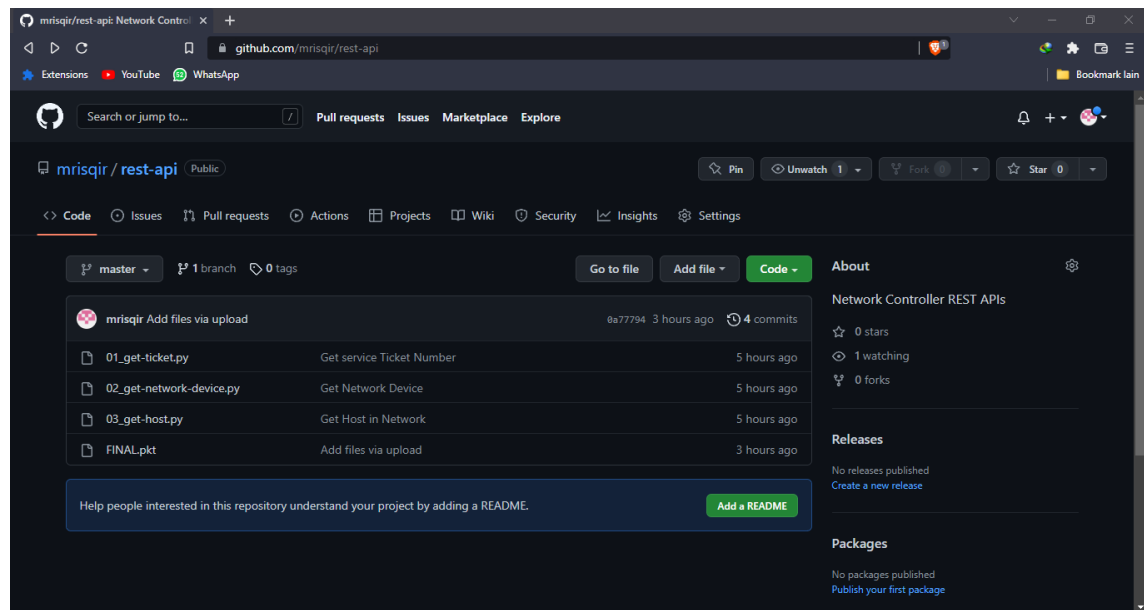 mrisqir/rest-api: Network Control
github.com/mrisqir/rest-api
1
Extensions YouTube WhatsApp Bookmark lain
Search or jump to... / Pull requests Issues Marketplace Explore
mrisqir / rest-api Public Pin Unwatch 1 Fork 0 Star 0
Code Issues Pull requests Actions Projects Wiki Security Insights Settings
master 1 branch 0 tags Go to file Add file Code About
Network Controller REST APIs
mrisqir Add files via upload 0a77794 3 hours ago 4 commits
0 stars
01_get-ticket.py Get service Ticket Number 5 hours ago
1 watching
02_get-network-device.py Get Network Device 5 hours ago
0 forks
03_get-host.py Get Host in Network 5 hours ago
FINAL.pkt Add files via upload 3 hours ago
Releases
No releases published
Create a new release
Help people interested in this repository understand your project by adding a README. Add a README
Packages
No packages published
Publish your first package